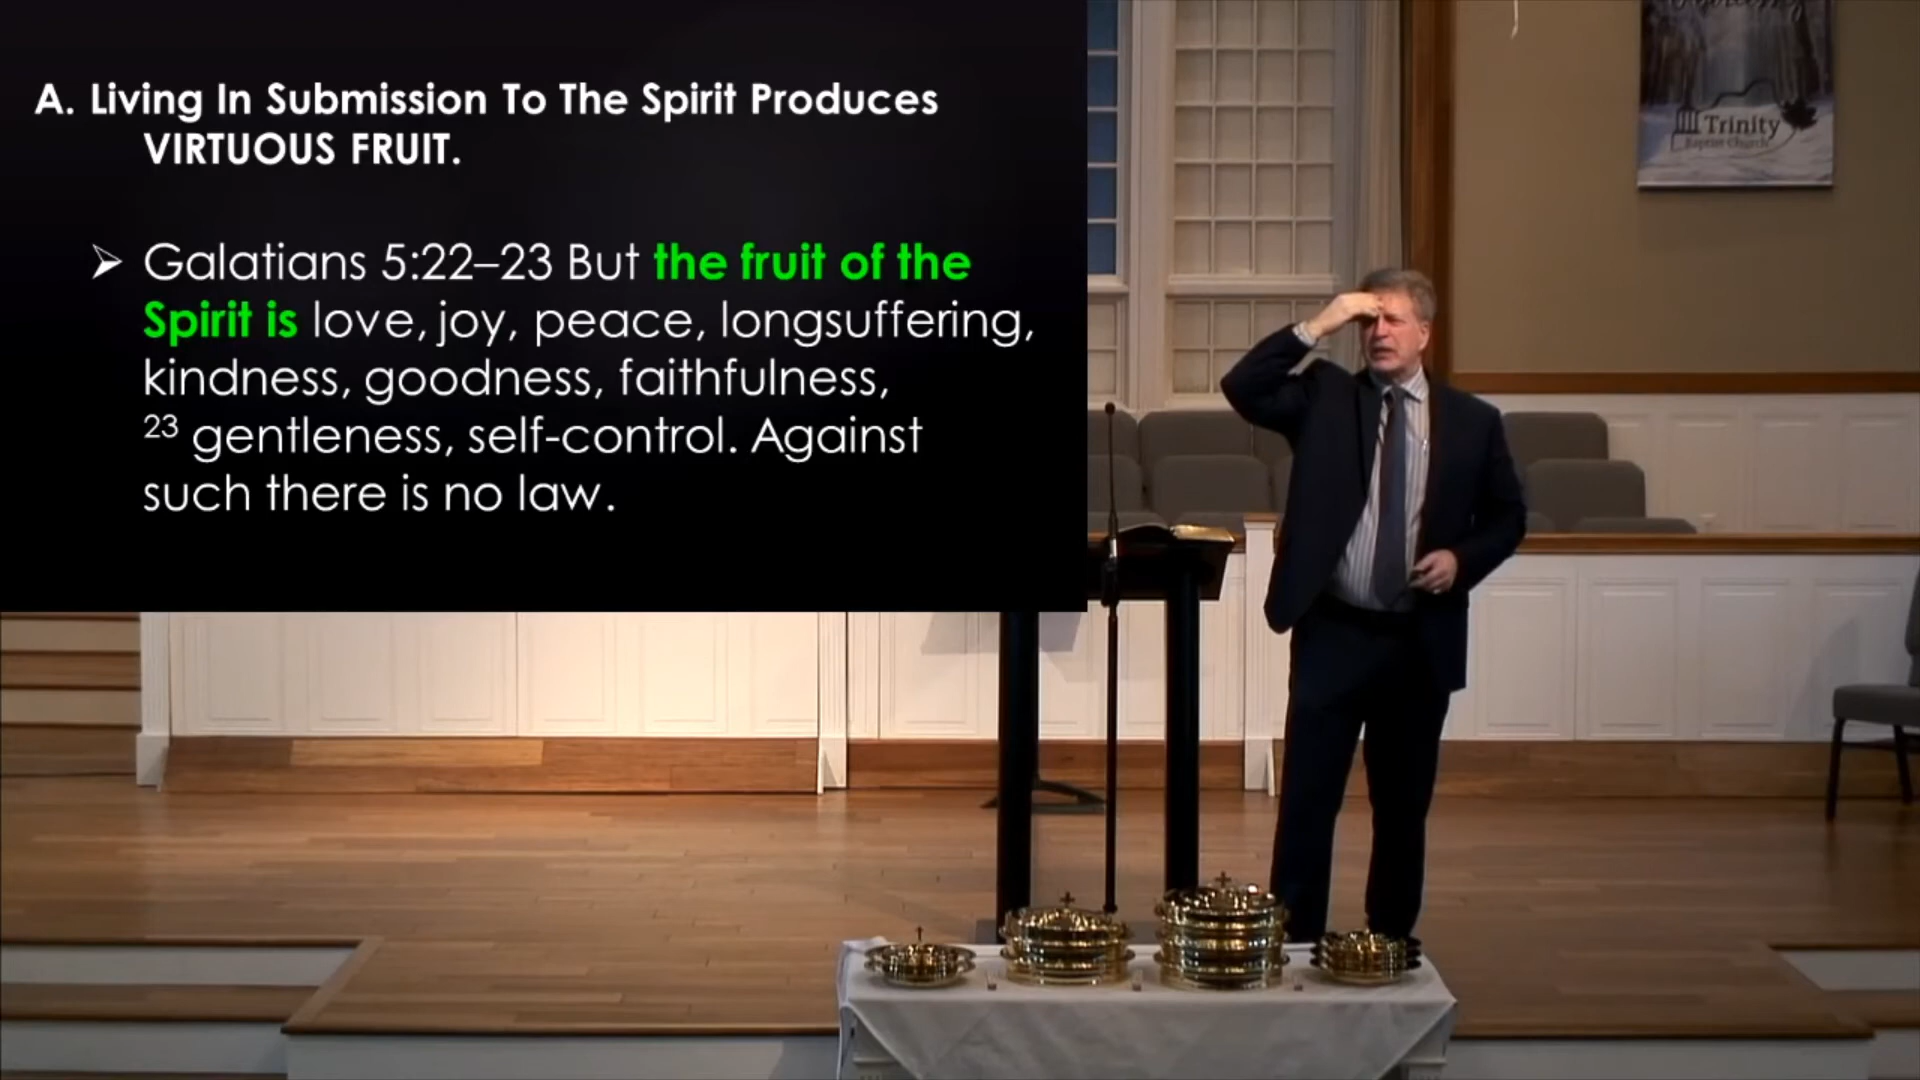 A. Living In Submission To The Spirit Produces
VIRTUOUS FRUIT.
➢ Galatians 5:22–23 But the fruit of the
Spirit is love, joy, peace, longsuffering,
kindness, goodness, faithfulness,
23 gentleness, self-control. Against
such there is no law.
Trinity
Baptist Church